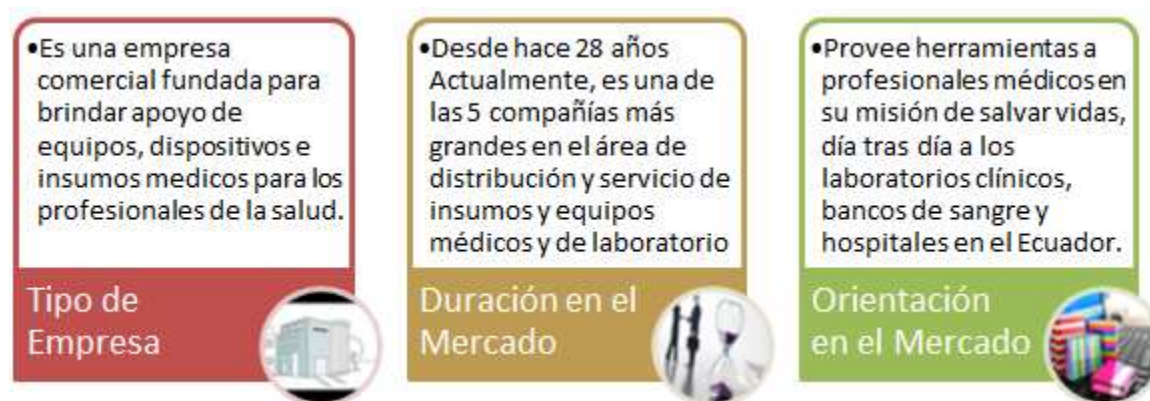 •Es una empresa
comercial fundada para
brindar apoyo de
equipos, dispositivos e
insumos medicos para los
profesionales de la salud.
Tipo de
Empresa
•Desde hace 28 años
Actualmente, es una de
las 5 compañías más
grandes en el área de
distribución y servicio de
insumos y equipos
médicos y de laboratorio
Duración en el
Mercado
•Provee herramientas a
profesionales médicos en
su misión de salvar vidas,
día tras día a los
laboratorios clínicos,
bancos de sangre y
hospitales en el Ecuador.
Orientación
en el Mercado